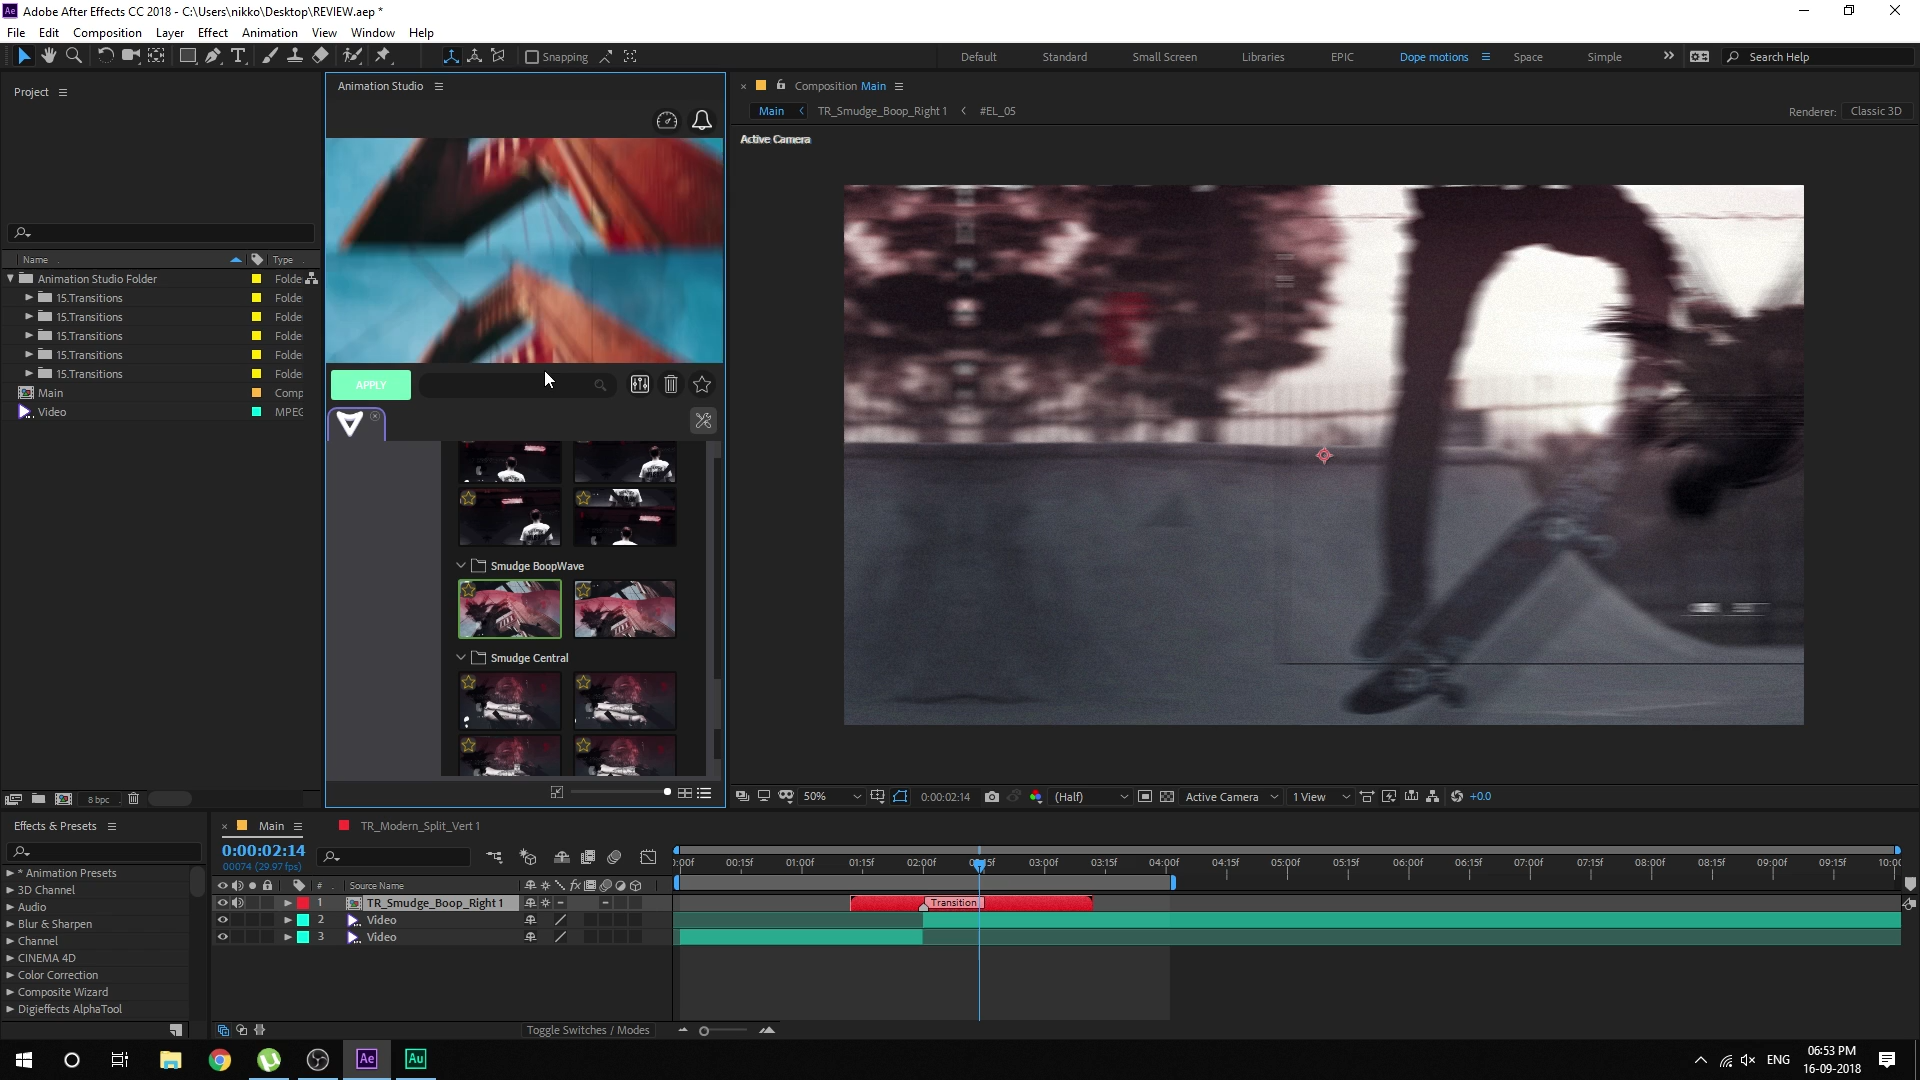 Adobe After Effects CC 2018 - C:\Users\nikko\Desktop\REVIEW.aep *
File Edit Composition Layer Effect Animation View Window Help
Snapping
Default Standard Small Screen Libraries EPIC Dope motions Space Simple
Search Help
Project
Name Type
Animation Studio Folder Folde
15.Transitions Folde
15.Transitions Folde
15.Transitions Folde
15.Transitions Folde
15.Transitions Folde
Main Comp
Video MPEG
8 bpc
Animation Studio
APPLY
Smudge BoopWave
Smudge Central
Composition Main
Main TR_Smudge_Boop_Right 1 #EL_05
Renderer: Classic 3D
Active Camera
50% 0:00:02:14 (Half) Active Camera 1 View +0.0
Effects & Presets
* Animation Presets
3D Channel
Audio
Blur & Sharpen
Channel
CINEMA 4D
Color Correction
Composite Wizard
Digieffects AlphaTool
Main TR_Modern_Split_Vert 1
0:00:02:14
00074 (29.97 fps)
:00f 00:15f 01:00f 01:15f 02:00f 03:00f 03:15f 04:00f 04:15f 05:00f 05:15f 06:00f 06:15f 07:00f 07:15f 08:00f 08:15f 09:00f 09:15f 10:00
# Source Name
1 TR_Smudge_Boop_Right 1 Transition
2 Video
3 Video
Toggle Switches / Modes
Ae Au
ENG
06:53 PM
16-09-2018